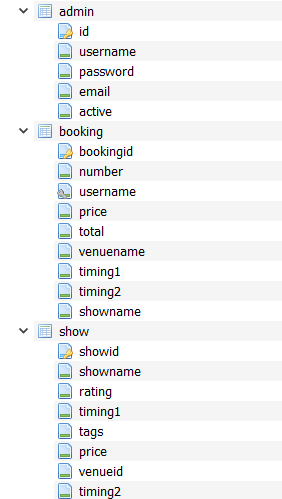 admin
id
username
password
email
active
booking
bookingid
number
username
price
total
venuename
timing1
timing2
showname
show
showid
showname
rating
timing1
tags
price
venueid
timing2